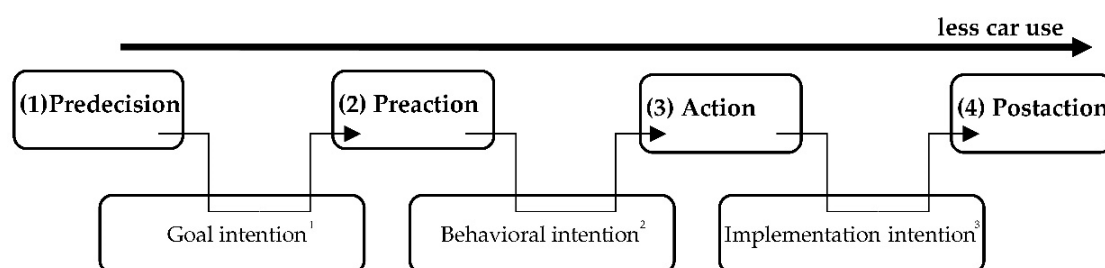 less car use
(1)Predecision
(2) Preaction
(3) Action
(4) Postaction
Goal intention¹
Behavioral intention²
Implementation intention³